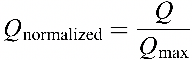 Q_normalized = Q / Q_max